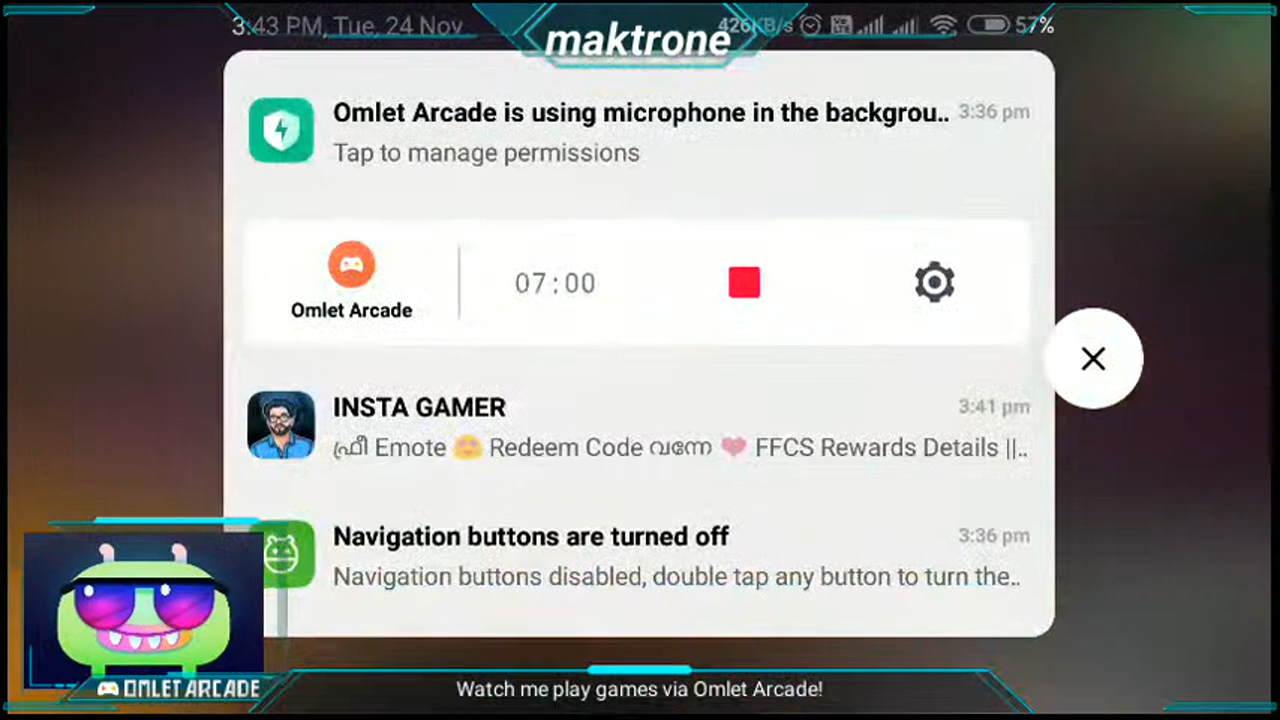 3:43 PM, Tue, 24 Nov
426KB/s
57%
maktrone
Omlet Arcade is using microphone in the backgrou..
3:36 pm
Tap to manage permissions
Omlet Arcade
07:00
INSTA GAMER
3:41 pm
ഫ്രീ Emote 😍 Redeem Code വന്നേ 💗 FFCS Rewards Details ||..
Navigation buttons are turned off
3:36 pm
Navigation buttons disabled, double tap any button to turn the..
OMLET ARCADE
Watch me play games via Omlet Arcade!